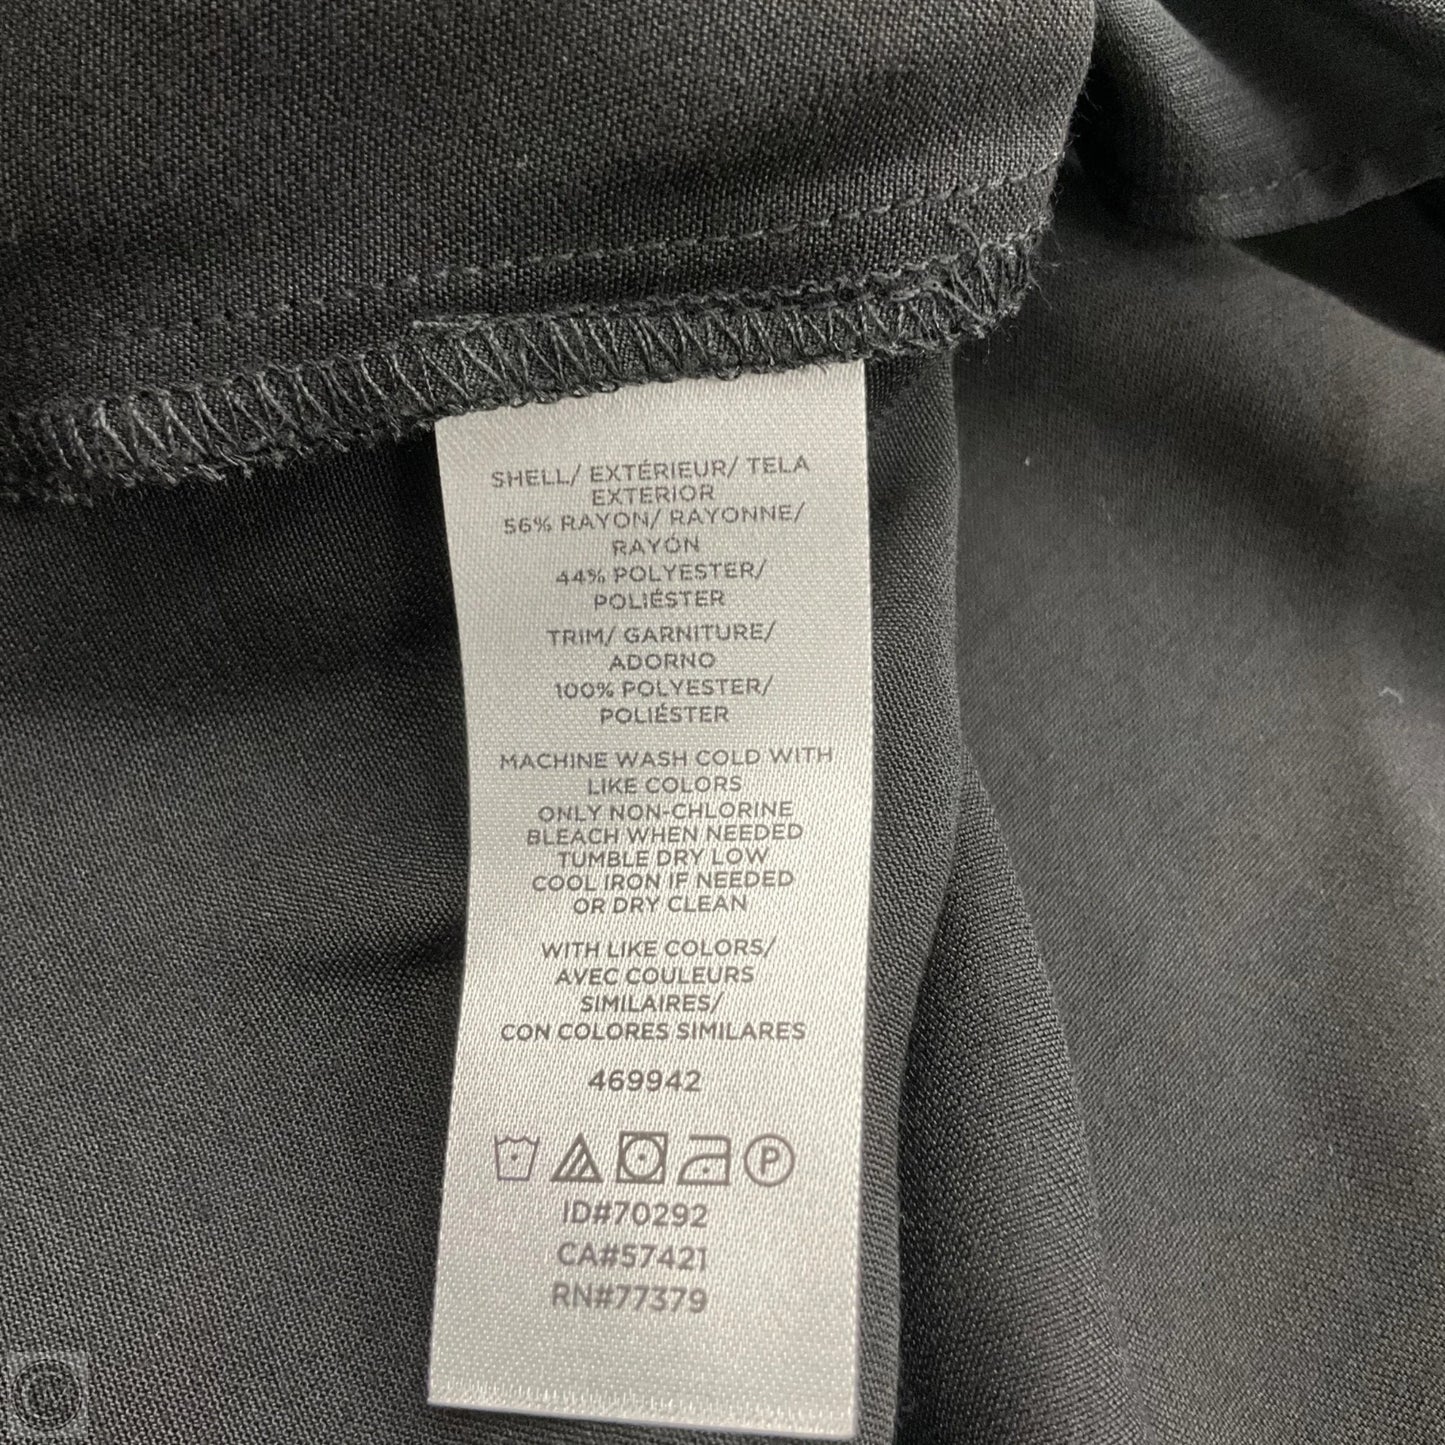 SHELL/ EXTÉRIEUR/ TELA
EXTERIOR
56% RAYON/ RAYONNE/
RAYÓN
44% POLYESTER/
POLIÉSTER
TRIM/ GARNITURE/
ADORNO
100% POLYESTER/
POLIÉSTER
MACHINE WASH COLD WITH
LIKE COLORS
ONLY NON-CHLORINE
BLEACH WHEN NEEDED
TUMBLE DRY LOW
COOL IRON IF NEEDED
OR DRY CLEAN
WITH LIKE COLORS/
AVEC COULEURS
SIMILAIRES/
CON COLORES SIMILARES
469942
P
ID#70292
CA#57421
RN#77379